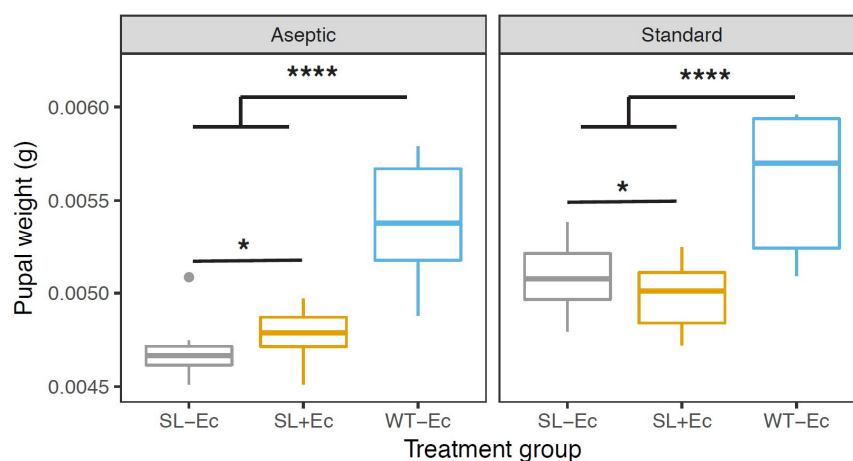 Aseptic
Standard
****
****
*
*
Pupal weight (g)
0.0060
0.0055
0.0050
0.0045
SL−Ec
SL+Ec
WT−Ec
SL−Ec
SL+Ec
WT−Ec
Treatment group